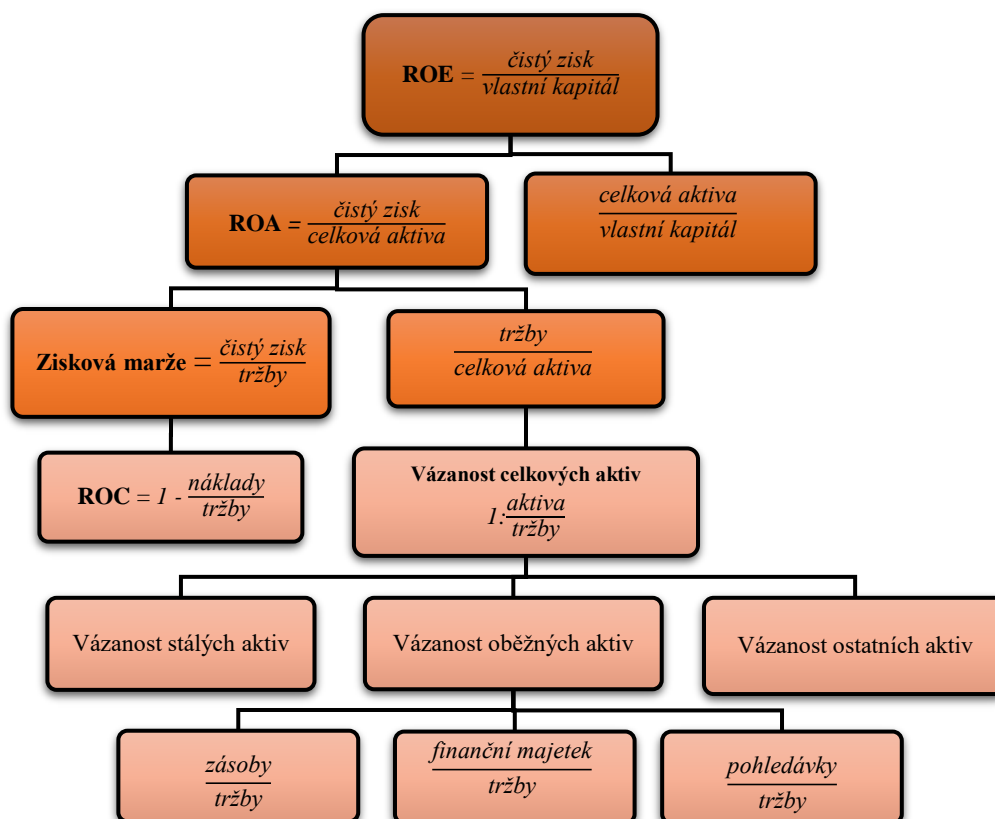 ROE = čistý zisk
vlastní kapitál
ROA = čistý zisk
celková aktiva
celková aktiva
vlastní kapitál
Zisková marže = čistý zisk
tržby
tržby
celková aktiva
ROC = 1 - náklady
tržby
Vázanost celkových aktiv
1: aktiva
tržby
Vázanost stálých aktiv
Vázanost oběžných aktiv
Vázanost ostatních aktiv
zásoby
tržby
finanční majetek
tržby
pohledávky
tržby